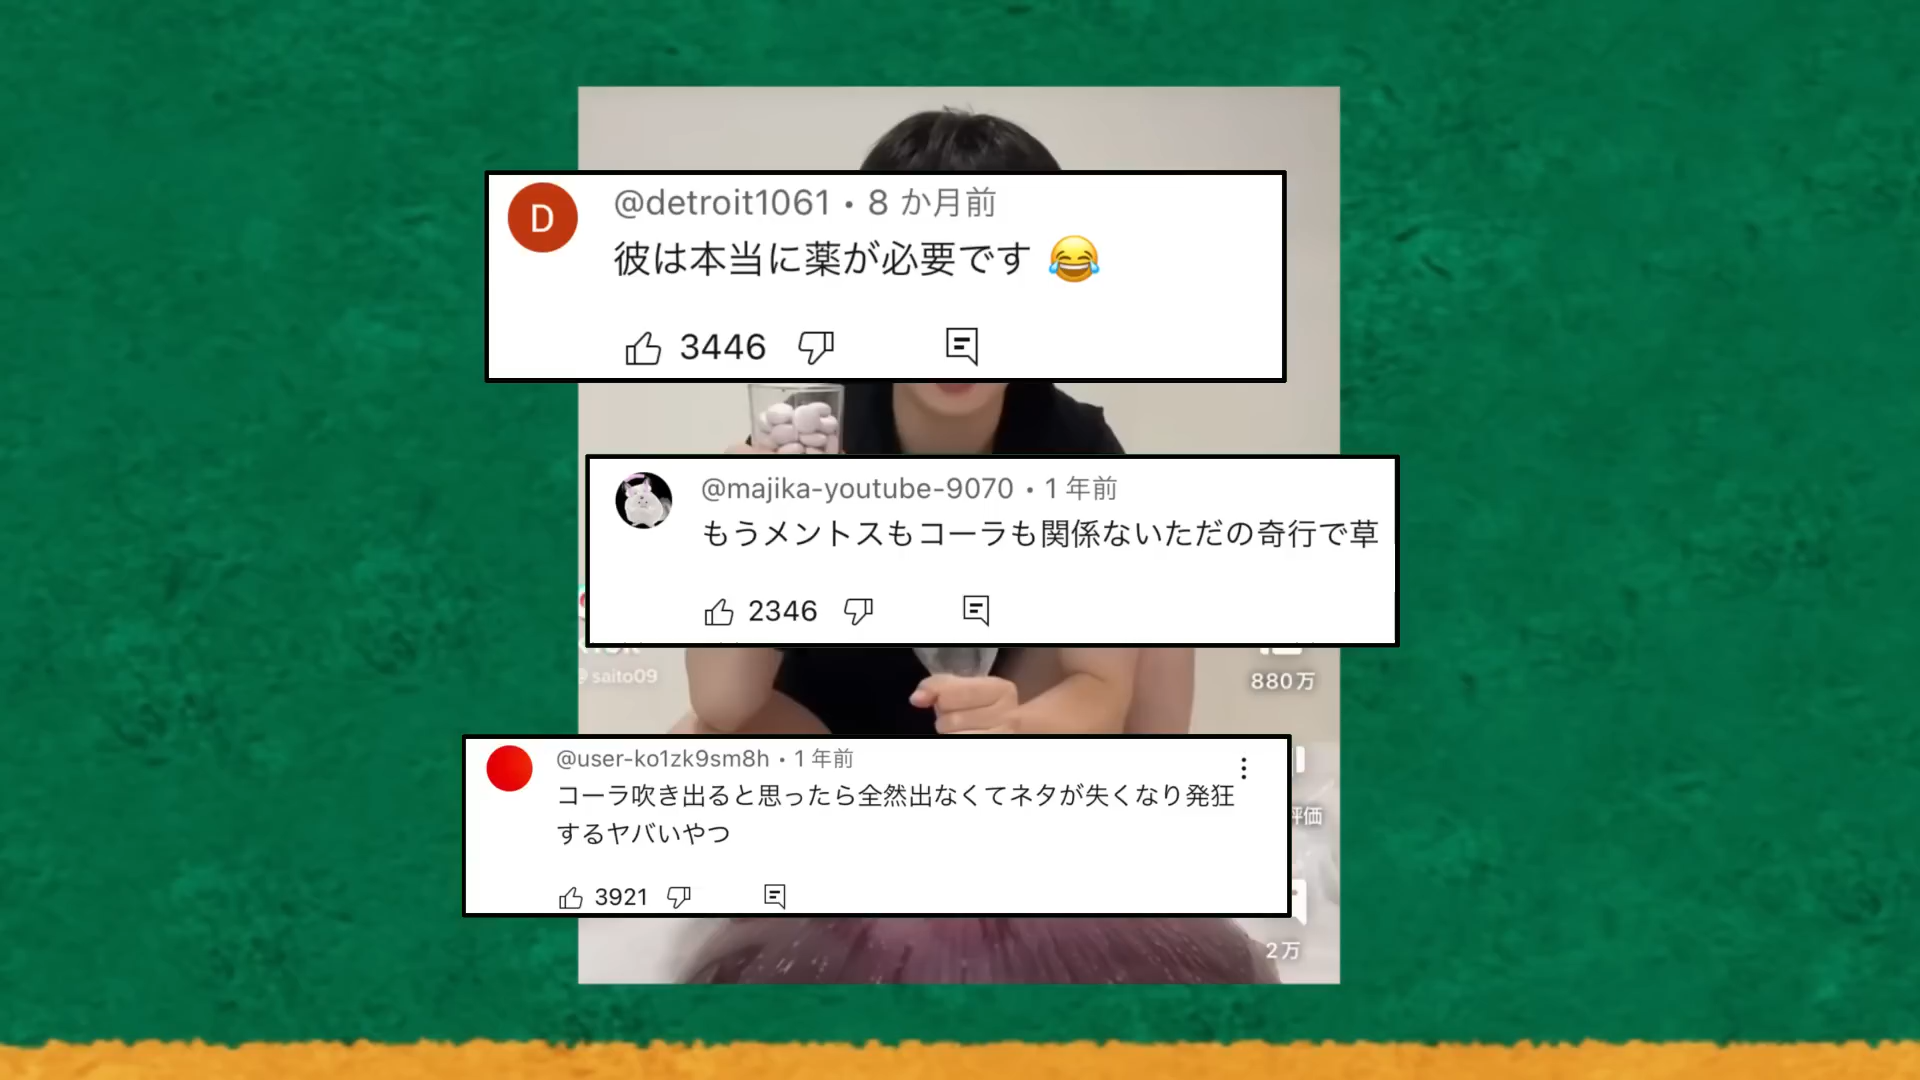 D
@detroit1061・8 か月前
彼は本当に薬が必要です 😂
3446
@majika-youtube-9070・1 年前
もうメントスもコーラも関係ないただの奇行で草
2346
@saito09
880万
@user-ko1zk9sm8h・1 年前
コーラ吹き出ると思ったら全然出なくてネタが失くなり発狂
するヤバいやつ
評価
3921
2万